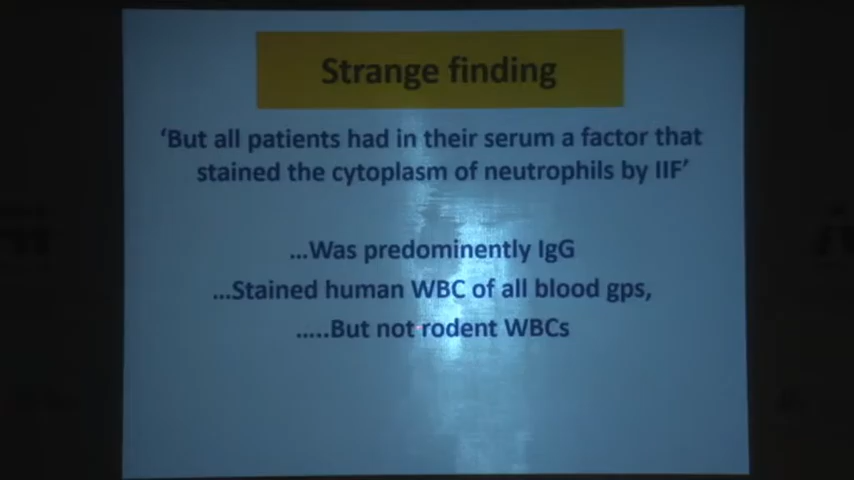 Strange finding
‘But all patients had in their serum a factor that
stained the cytoplasm of neutrophils by IIF’
...Was predominently IgG
...Stained human WBC of all blood gps,
.....But not rodent WBCs